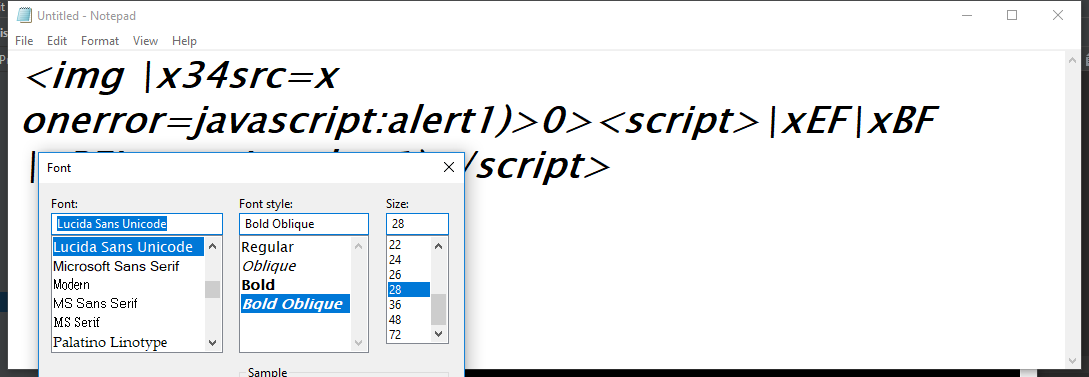 Untitled - Notepad
File Edit Format View Help
<img |x34src=x
onerror=javascript:alert1)>0><script>|xEF|xBF
/script>
Font
Font: Font style: Size:
Lucida Sans Unicode Bold Oblique 28
Lucida Sans Unicode Regular 22
Microsoft Sans Serif Oblique 24
Modern Bold 26
MS Sans Serif Bold Oblique 28
MS Serif 36
Palatino Linotype 48
72
Sample